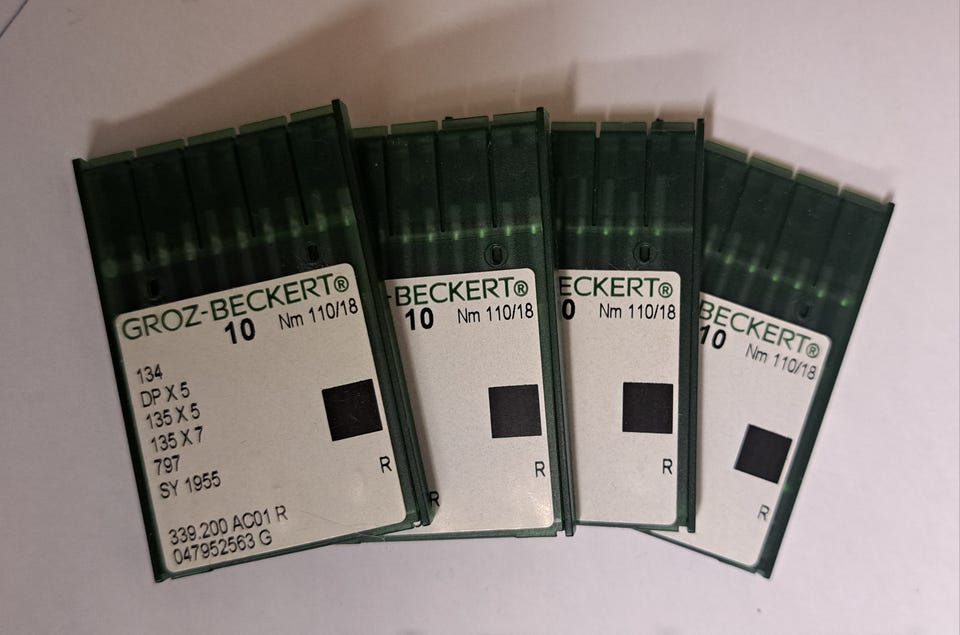 GROZ-BECKERT®
10 Nm 110/18
134
DP X 5
135 X 5
135 X 7
797
SY 1955
R
339.200 AC01 R
047952563 G
-BECKERT®
10 Nm 110/18
R
R
ECKERT®
0 Nm 110/18
R
BECKERT®
10 Nm 110/18
R